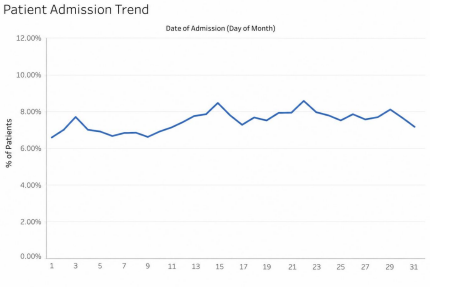 Patient Admission Trend
Date of Admission (Day of Month)
12.00%
10.00%
8.00%
6.00%
4.00%
2.00%
0.00%
% of Patients
1 3 5 7 9 11 13 15 17 19 21 23 25 27 29 31